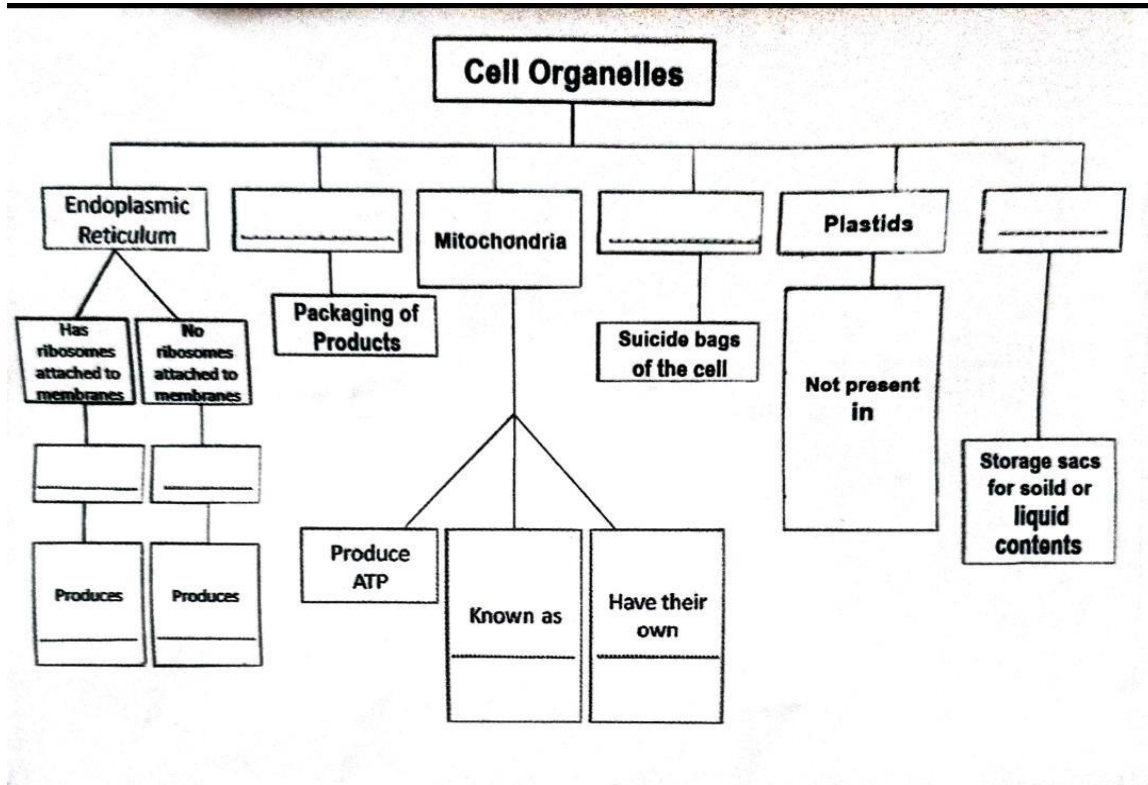 Cell Organelles
Endoplasmic
Reticulum
Mitochondria
Plastids
Packaging of
Products
Has
ribosomes
attached to
membranes
No
ribosomes
attached to
membranes
Suicide bags
of the cell
Not present
in
Storage sacs
for soild or
liquid
contents
Produces
Produces
Produce
ATP
Known as
Have their
own